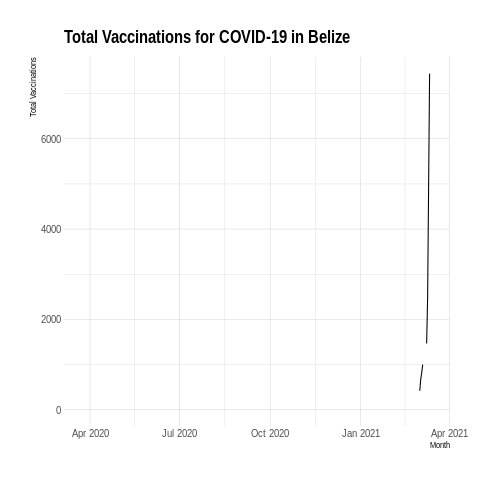 Total Vaccinations for COVID-19 in Belize
Total Vaccinations
6000
4000
2000
0
Apr 2020 Jul 2020 Oct 2020 Jan 2021 Apr 2021
Month